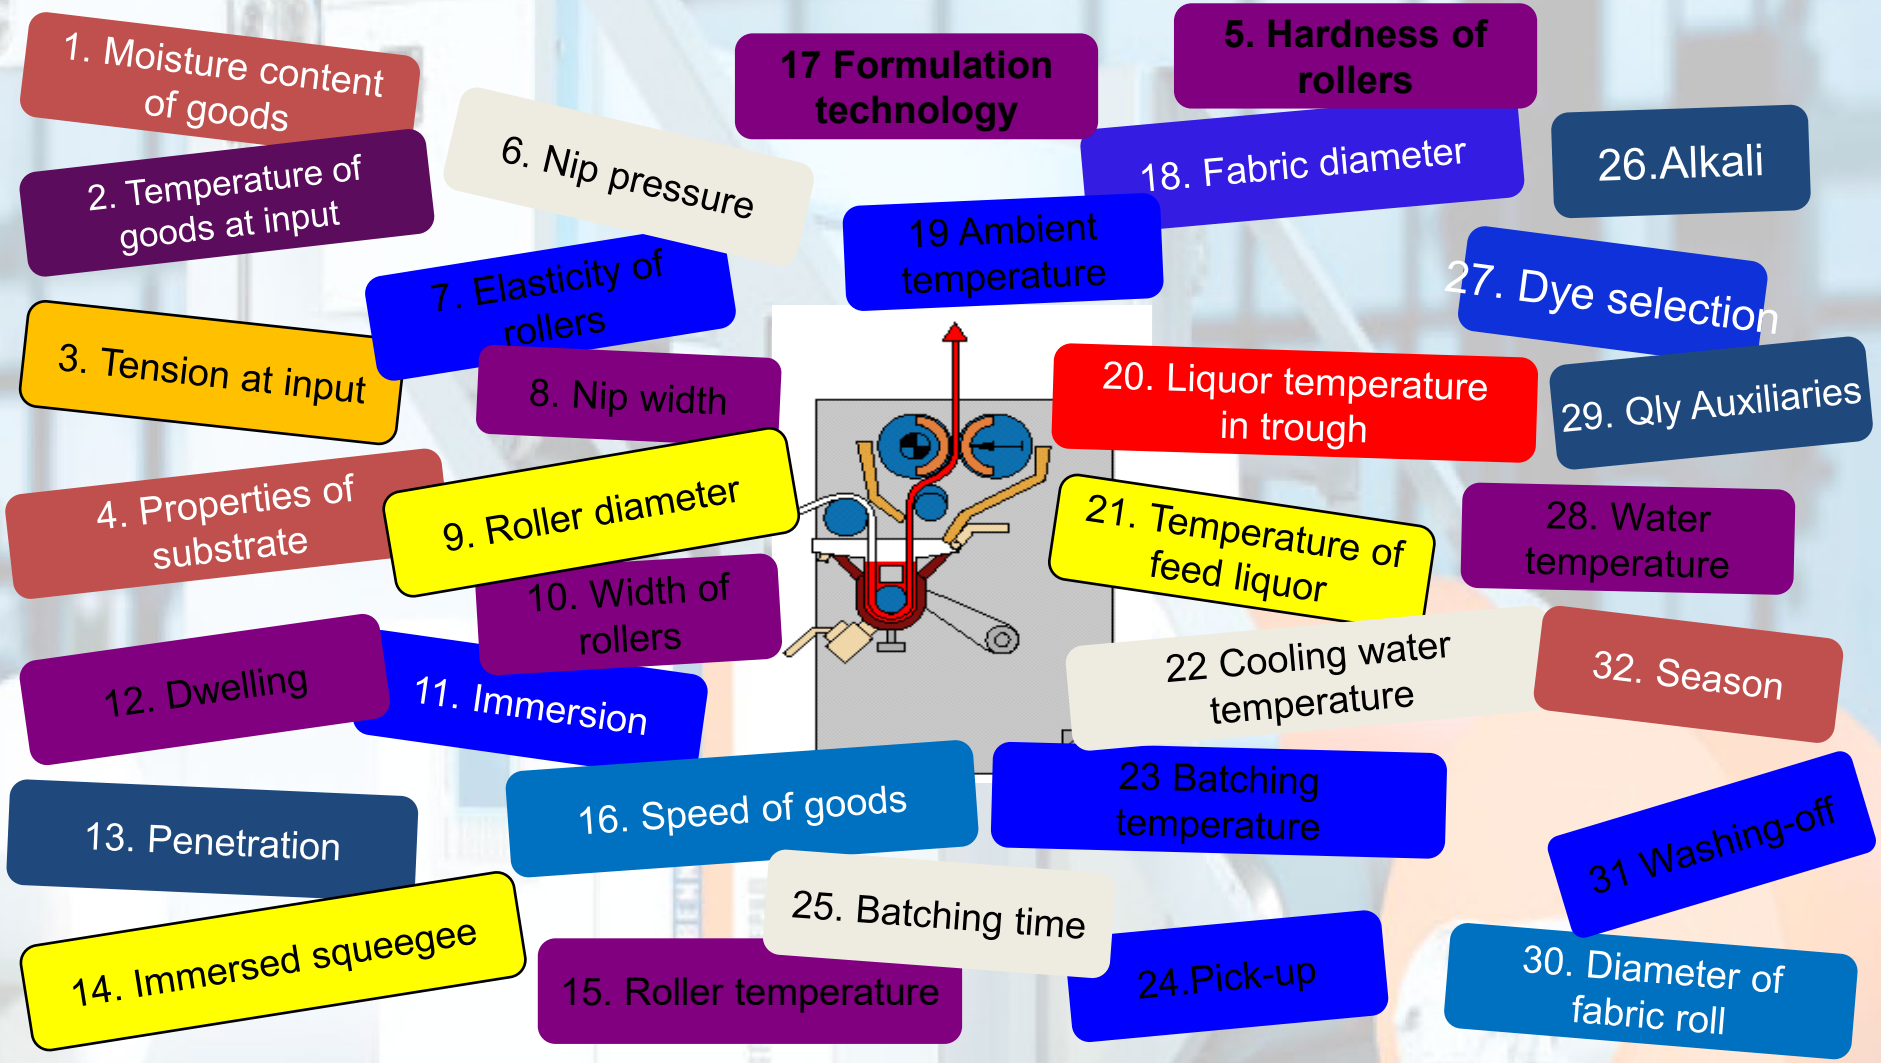 1. Moisture content
of goods
2. Temperature of
goods at input
3. Tension at input
4. Properties of
substrate
5. Hardness of
rollers
6. Nip pressure
7. Elasticity of
rollers
8. Nip width
9. Roller diameter
10. Width of
rollers
11. Immersion
12. Dwelling
13. Penetration
14. Immersed squeegee
15. Roller temperature
16. Speed of goods
17 Formulation
technology
18. Fabric diameter
19 Ambient
temperature
20. Liquor temperature
in trough
21. Temperature of
feed liquor
22 Cooling water
temperature
23 Batching
temperature
24.Pick-up
25. Batching time
26.Alkali
27. Dye selection
28. Water
temperature
29. Qly Auxiliaries
30. Diameter of
fabric roll
31 Washing-off
32. Season